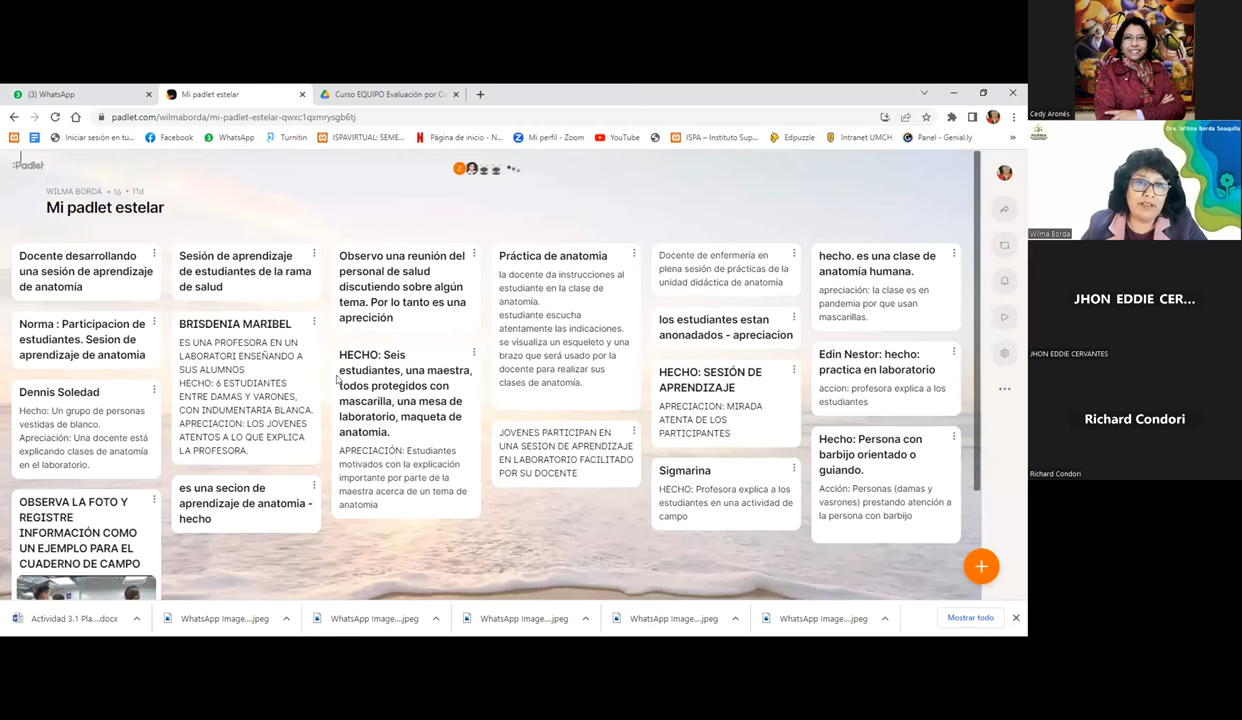 (3) WhatsApp
Mi padlet estelar
Curso EQUIPO Evaluación por Co
padlet.com/wilmaborda/mi-padlet-estelar-qwxc1qxmrysgb6tj
Iniciar sesión en tu...
Facebook
WhatsApp
Turnitin
ISPAVIRTUAL: SEME...
Página de inicio - N...
Mi perfil - Zoom
YouTube
ISPA – Instituto Sup...
Edpuzzle
Intranet UMCH
Panel - Genial.ly
:Padlet
WILMA BORDA • 16 • 11d
Mi padlet estelar
Docente desarrollando
una sesión de aprendizaje
de anatomía
Norma : Participacion de
estudiantes. Sesion de
aprendizaje de anatomia
Dennis Soledad
Hecho: Un grupo de personas
vestidas de blanco.
Apreciación: Una docente está
explicando clases de anatomía
en el laboratorio.
OBSERVA LA FOTO Y
REGISTRE
INFORMACIÓN COMO
UN EJEMPLO PARA EL
CUADERNO DE CAMPO
Sesión de aprendizaje
de estudiantes de la rama
de salud
BRISDENIA MARIBEL
ES UNA PROFESORA EN UN
LABORATORI ENSEÑANDO A
SUS ALUMNOS
HECHO: 6 ESTUDIANTES
ENTRE DAMAS Y VARONES,
CON INDUMENTARIA BLANCA.
APRECIACION: LOS JOVENES
ATENTOS A LO QUE EXPLICA
LA PROFESORA.
es una secion de
aprendizaje de anatomia -
hecho
Observo una reunión del
personal de salud
discutiendo sobre algún
tema. Por lo tanto es una
apreción
HECHO: Seis
estudiantes, una maestra,
todos protegidos con
mascarilla, una mesa de
laboratorio, maqueta de
anatomia.
APRECIACIÓN: Estudiantes
motivados con la explicación
importante por parte de la
maestra acerca de un tema de
anatomia
Práctica de anatomia
la docente da instrucciones al
estudiante en la clase de
anatomía.
estudiante escucha
atentamente las indicaciones.
se visualiza un esqueleto y una
brazo que será usado por la
docente para realizar sus
clases de anatomía.
JOVENES PARTICIPAN EN
UNA SESION DE APRENDIZAJE
EN LABORATORIO FACILITADO
POR SU DOCENTE
Docente de enfermería en
plena sesión de prácticas de la
unidad didáctica de anatomía
los estudiantes estan
anonadados - apreciacion
HECHO: SESIÓN DE
APRENDIZAJE
APRECIACION: MIRADA
ATENTA DE LOS
PARTICIPANTES
Sigmarina
HECHO: Profesora explica a los
estudiantes en una actividad de
campo
hecho. es una clase de
anatomía humana.
apreciación: la clase es en
pandemia por que usan
mascarillas.
Edin Nestor: hecho:
practica en laboratorio
accion: profesora explica a los
estudiantes
Hecho: Persona con
barbijo orientado o
guiando.
Acción: Personas (damas y
vasrones) prestando atención a
la persona con barbijo
Actividad 3.1 Pla....docx
WhatsApp Image....jpeg
WhatsApp Image....jpeg
WhatsApp Image....jpeg
WhatsApp Image....jpeg
WhatsApp Image....jpeg
Mostrar todo
Cedy Aronés
Dra. Wilma Borda Soaquita
Wilma Borda
JHON EDDIE CER...
JHON EDDIE CERVANTES
Richard Condori
Richard Condori